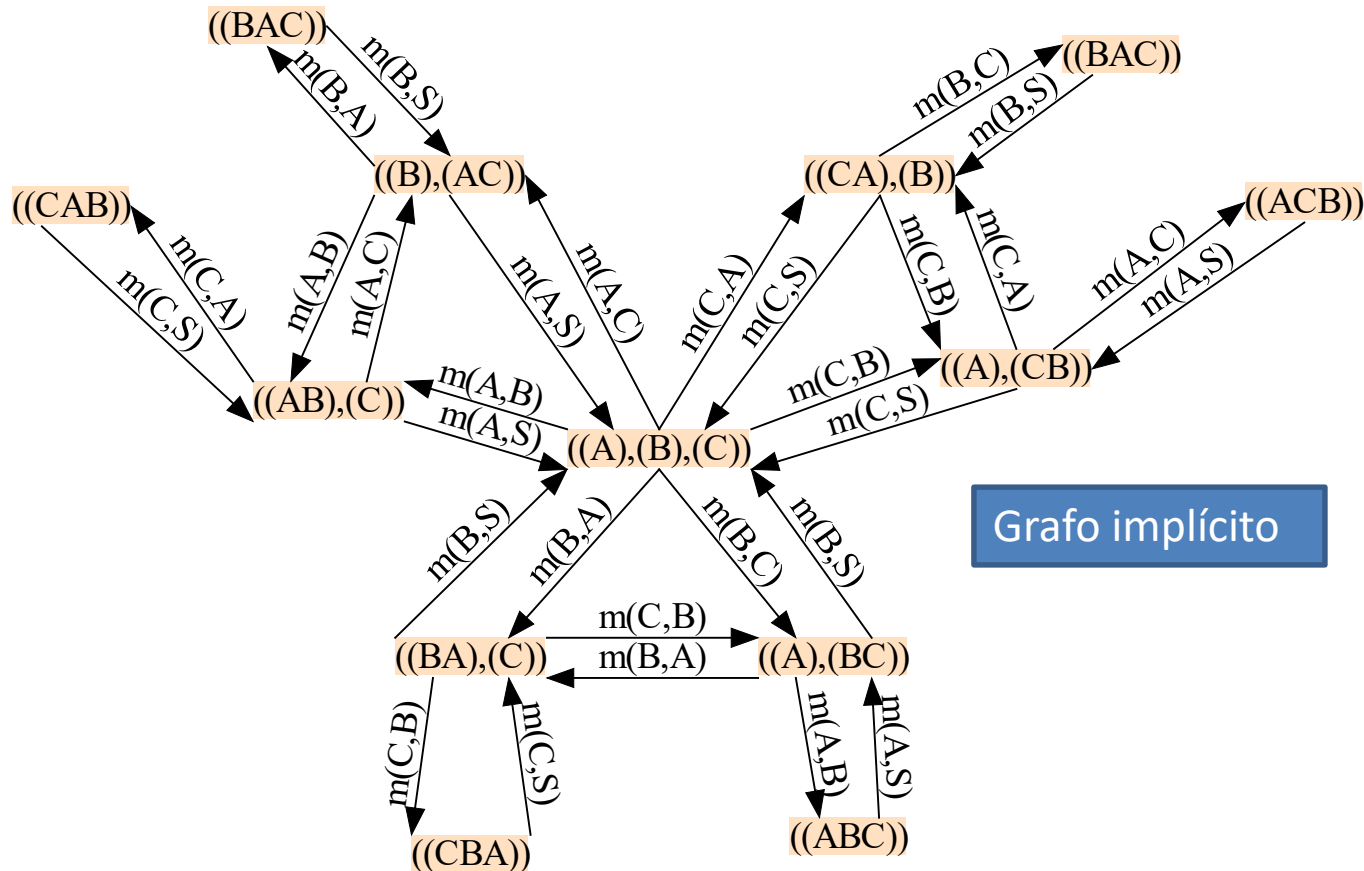 ((BAC))
m(B,A)
m(B,S)
((BAC))
m(B,C)
m(B,S)
((B),(AC))
((CA),(B))
((CAB))
((ACB))
m(C,A)
m(C,S)
m(A,B)
m(A,C)
m(A,S)
m(A,C)
m(C,A)
m(C,S)
m(C,B)
m(C,A)
m(A,C)
m(A,S)
((AB),(C))
m(A,B)
m(A,S)
m(C,B)
m(C,S)
((A),(CB))
((A),(B),(C))
m(B,S)
m(B,A)
m(B,C)
m(B,S)
Grafo implícito
((BA),(C))
m(C,B)
m(B,A)
((A),(BC))
m(C,B)
m(C,S)
m(A,B)
m(A,S)
((CBA))
((ABC))